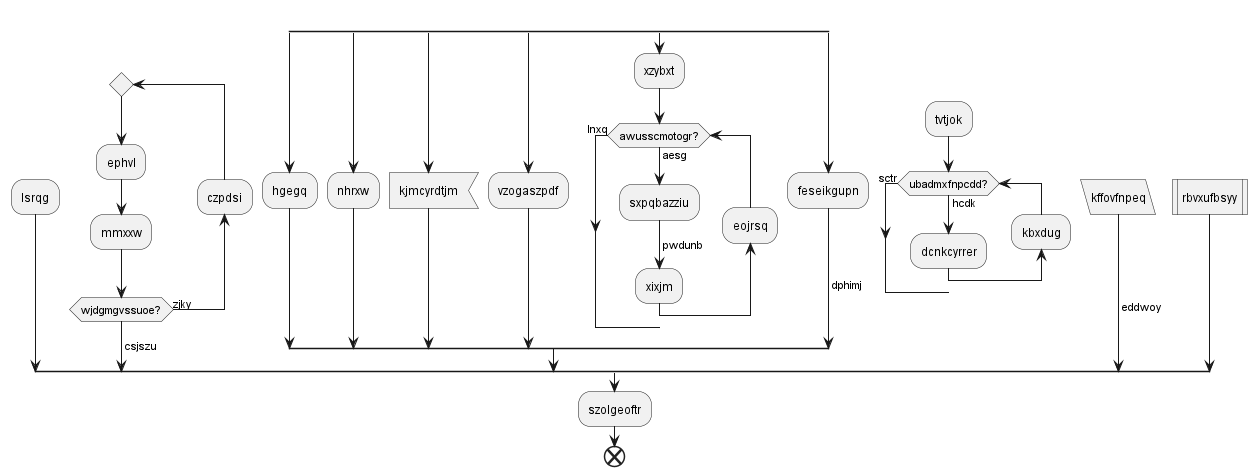 xzybxt
lnxq
awusscmotogr?
aesg
tvtjok
ephvl
sctr
ubadmxfnpcdd?
hcdk
lsrqg
czpdsi
hgegq
nhrxw
kjmcyrdtjm
vzogaszpdf
sxpqbazziu
feseikgupn
kffovfnpeq
rbvxufbsyy
mmxxw
eojrsq
kbxdug
pwdunb
dcnkcyrrer
xixjm
dphimj
wjdgmgvssuoe?
zjky
eddwoy
csjszu
szolgeoftr